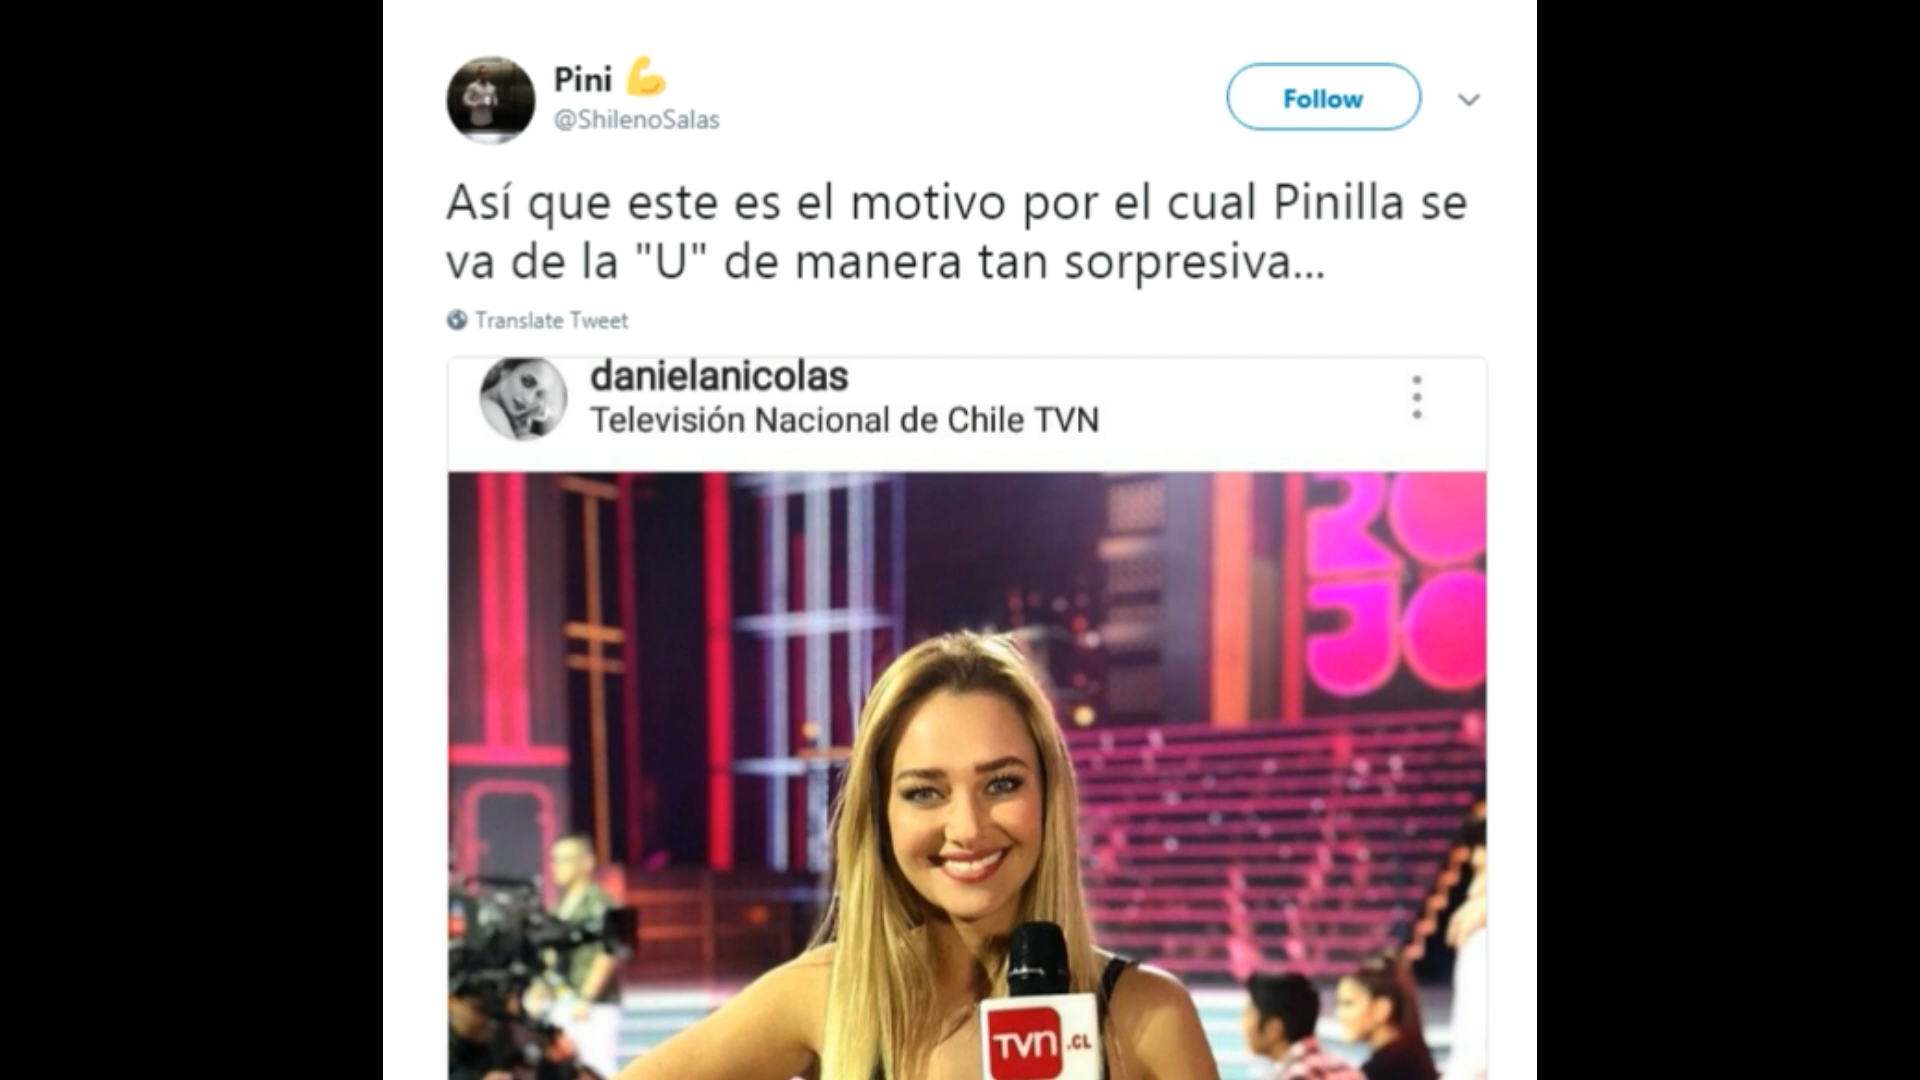 Pini 💪
@ShilenoSalas
Follow
Así que este es el motivo por el cual Pinilla se
va de la "U" de manera tan sorpresiva...
Translate Tweet
danielanicolas
Televisión Nacional de Chile TVN
ROJO
TVN.CL